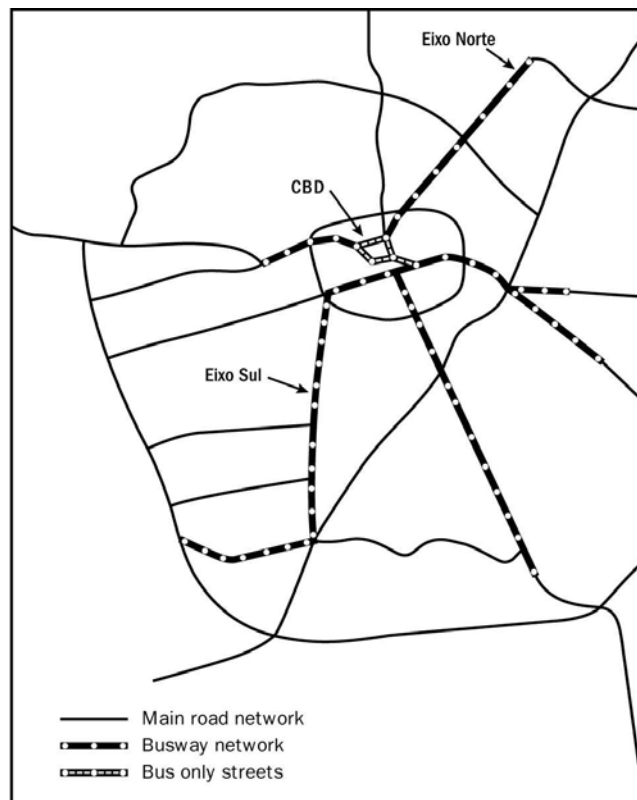 Eixo Norte
CBD
Eixo Sul
Main road network
Busway network
Bus only streets